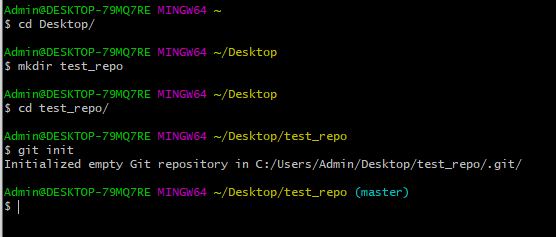 Admin@DESKTOP-79MQ7RE MINGW64 ~
$ cd Desktop/
Admin@DESKTOP-79MQ7RE MINGW64 ~/Desktop
$ mkdir test_repo
Admin@DESKTOP-79MQ7RE MINGW64 ~/Desktop
$ cd test_repo/
Admin@DESKTOP-79MQ7RE MINGW64 ~/Desktop/test_repo
$ git init
Initialized empty Git repository in C:/Users/Admin/Desktop/test_repo/.git/
Admin@DESKTOP-79MQ7RE MINGW64 ~/Desktop/test_repo (master)
$